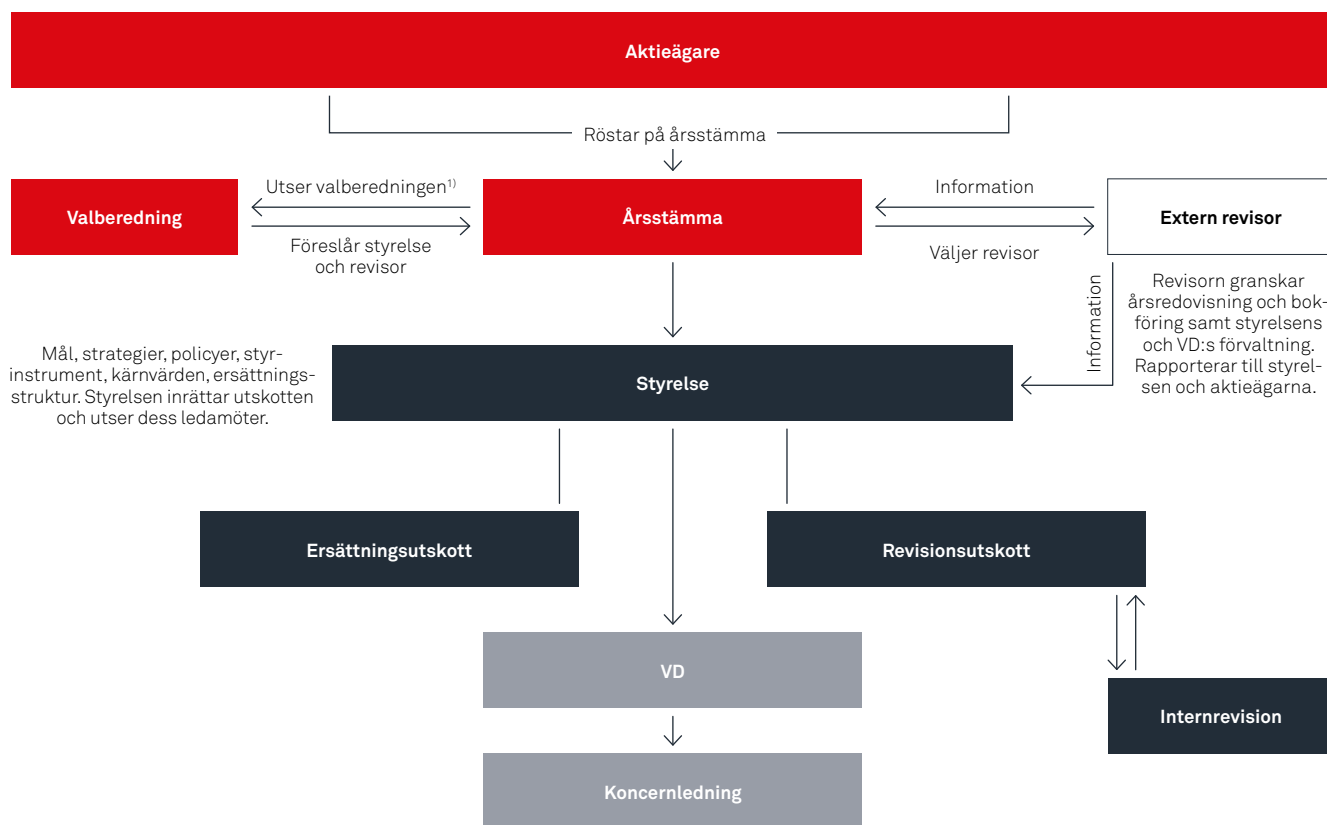 Aktieägare
Röstar på årsstämma
Utser valberedningen¹⁾
Information
Valberedning
Årsstämma
Extern revisor
Föreslår styrelse
och revisor
Väljer revisor
Information
Revisorn granskar
årsredovisning och bok-
föring samt styrelsens
och VD:s förvaltning.
Rapporterar till styrel-
sen och aktieägarna.
Mål, strategier, policyer, styr-
instrument, kärnvärden, ersättnings-
struktur. Styrelsen inrättar utskotten
och utser dess ledamöter.
Styrelse
Ersättningsutskott
Revisionsutskott
VD
Internrevision
Koncernledning